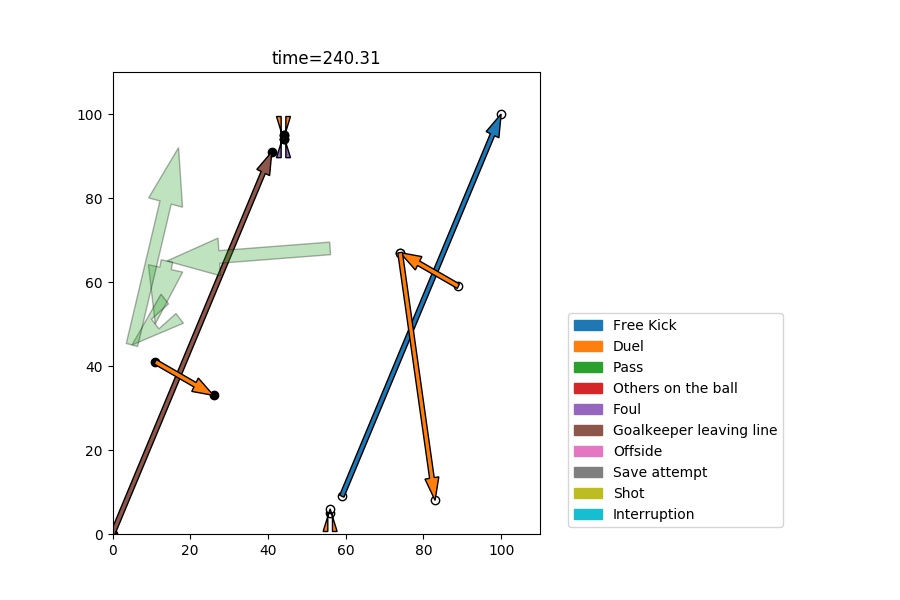 time=240.31
100
80
60
40
20
0
0 20 40 60 80 100
Free Kick
Duel
Pass
Others on the ball
Foul
Goalkeeper leaving line
Offside
Save attempt
Shot
Interruption